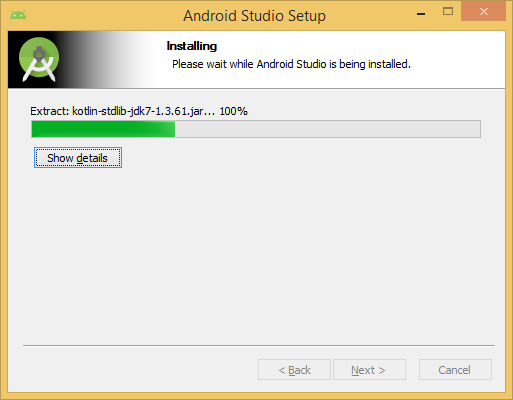 Android Studio Setup
Installing
Please wait while Android Studio is being installed.
Extract: kotlin-stdlib-jdk7-1.3.61.jar... 100%
Show details
< Back
Next >
Cancel